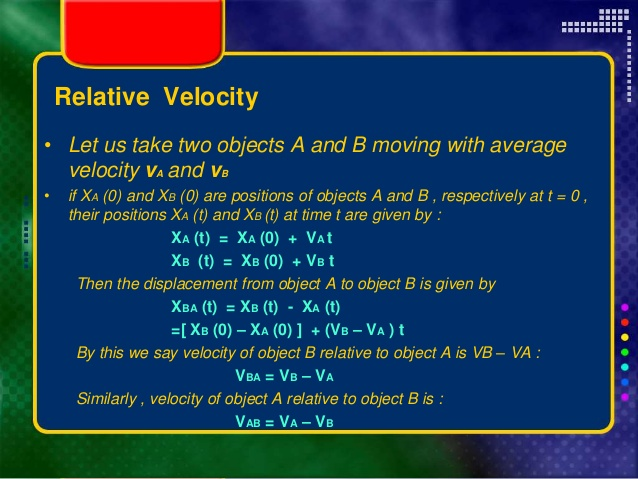 Relative Velocity
• Let us take two objects A and B moving with average
velocity vA and vB
• if XA (0) and XB (0) are positions of objects A and B , respectively at t = 0 ,
their positions XA (t) and XB (t) at time t are given by :
XA (t) = XA (0) + VA t
XB (t) = XB (0) + VB t
Then the displacement from object A to object B is given by
XBA (t) = XB (t) - XA (t)
=[ XB (0) – XA (0) ] + (VB – VA ) t
By this we say velocity of object B relative to object A is VB – VA :
VBA = VB – VA
Similarly , velocity of object A relative to object B is :
VAB = VA – VB